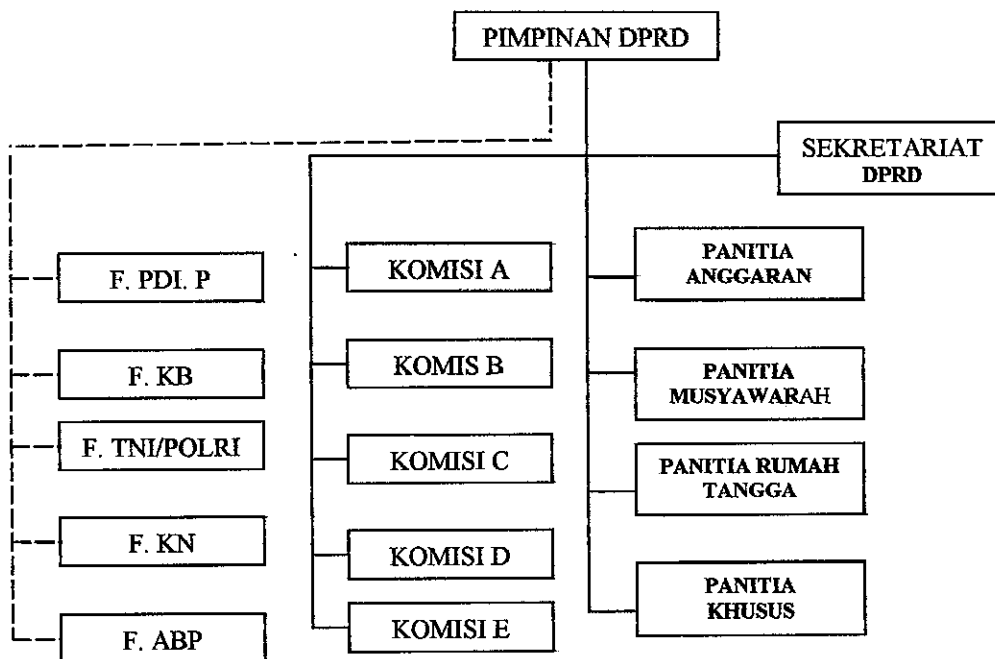 PIMPINAN DPRD
SEKRETARIAT
DPRD
F. PDI. P
F. KB
F. TNI/POLRI
F. KN
F. ABP
KOMISI A
KOMIS B
KOMISI C
KOMISI D
KOMISI E
PANITIA
ANGGARAN
PANITIA
MUSYAWARAH
PANITIA RUMAH
TANGGA
PANITIA
KHUSUS